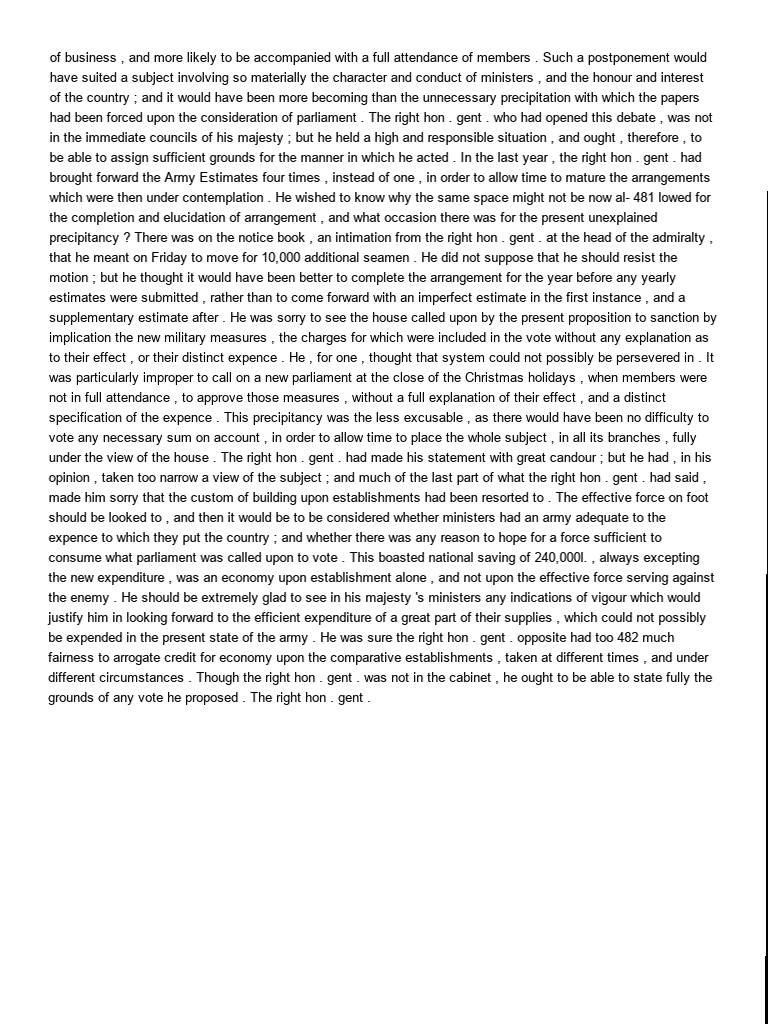 of business , and more likely to be accompanied with a full attendance of members . Such a postponement would
have suited a subject involving so materially the character and conduct of ministers , and the honour and interest
of the country ; and it would have been more becoming than the unnecessary precipitation with which the papers
had been forced upon the consideration of parliament . The right hon . gent . who had opened this debate , was not
in the immediate councils of his majesty ; but he held a high and responsible situation , and ought , therefore , to
be able to assign sufficient grounds for the manner in which he acted . In the last year , the right hon . gent . had
brought forward the Army Estimates four times , instead of one , in order to allow time to mature the arrangements
which were then under contemplation . He wished to know why the same space might not be now al- 481 lowed for
the completion and elucidation of arrangement , and what occasion there was for the present unexplained
precipitancy ? There was on the notice book , an intimation from the right hon . gent . at the head of the admiralty ,
that he meant on Friday to move for 10,000 additional seamen . He did not suppose that he should resist the
motion ; but he thought it would have been better to complete the arrangement for the year before any yearly
estimates were submitted , rather than to come forward with an imperfect estimate in the first instance , and a
supplementary estimate after . He was sorry to see the house called upon by the present proposition to sanction by
implication the new military measures , the charges for which were included in the vote without any explanation as
to their effect , or their distinct expence . He , for one , thought that system could not possibly be persevered in . It
was particularly improper to call on a new parliament at the close of the Christmas holidays , when members were
not in full attendance , to approve those measures , without a full explanation of their effect , and a distinct
specification of the expence . This precipitancy was the less excusable , as there would have been no difficulty to
vote any necessary sum on account , in order to allow time to place the whole subject , in all its branches , fully
under the view of the house . The right hon . gent . had made his statement with great candour ; but he had , in his
opinion , taken too narrow a view of the subject ; and much of the last part of what the right hon . gent . had said ,
made him sorry that the custom of building upon establishments had been resorted to . The effective force on foot
should be looked to , and then it would be to be considered whether ministers had an army adequate to the
expence to which they put the country ; and whether there was any reason to hope for a force sufficient to
consume what parliament was called upon to vote . This boasted national saving of 240,000l. , always excepting
the new expenditure , was an economy upon establishment alone , and not upon the effective force serving against
the enemy . He should be extremely glad to see in his majesty 's ministers any indications of vigour which would
justify him in looking forward to the efficient expenditure of a great part of their supplies , which could not possibly
be expended in the present state of the army . He was sure the right hon . gent . opposite had too 482 much
fairness to arrogate credit for economy upon the comparative establishments , taken at different times , and under
different circumstances . Though the right hon . gent . was not in the cabinet , he ought to be able to state fully the
grounds of any vote he proposed . The right hon . gent .